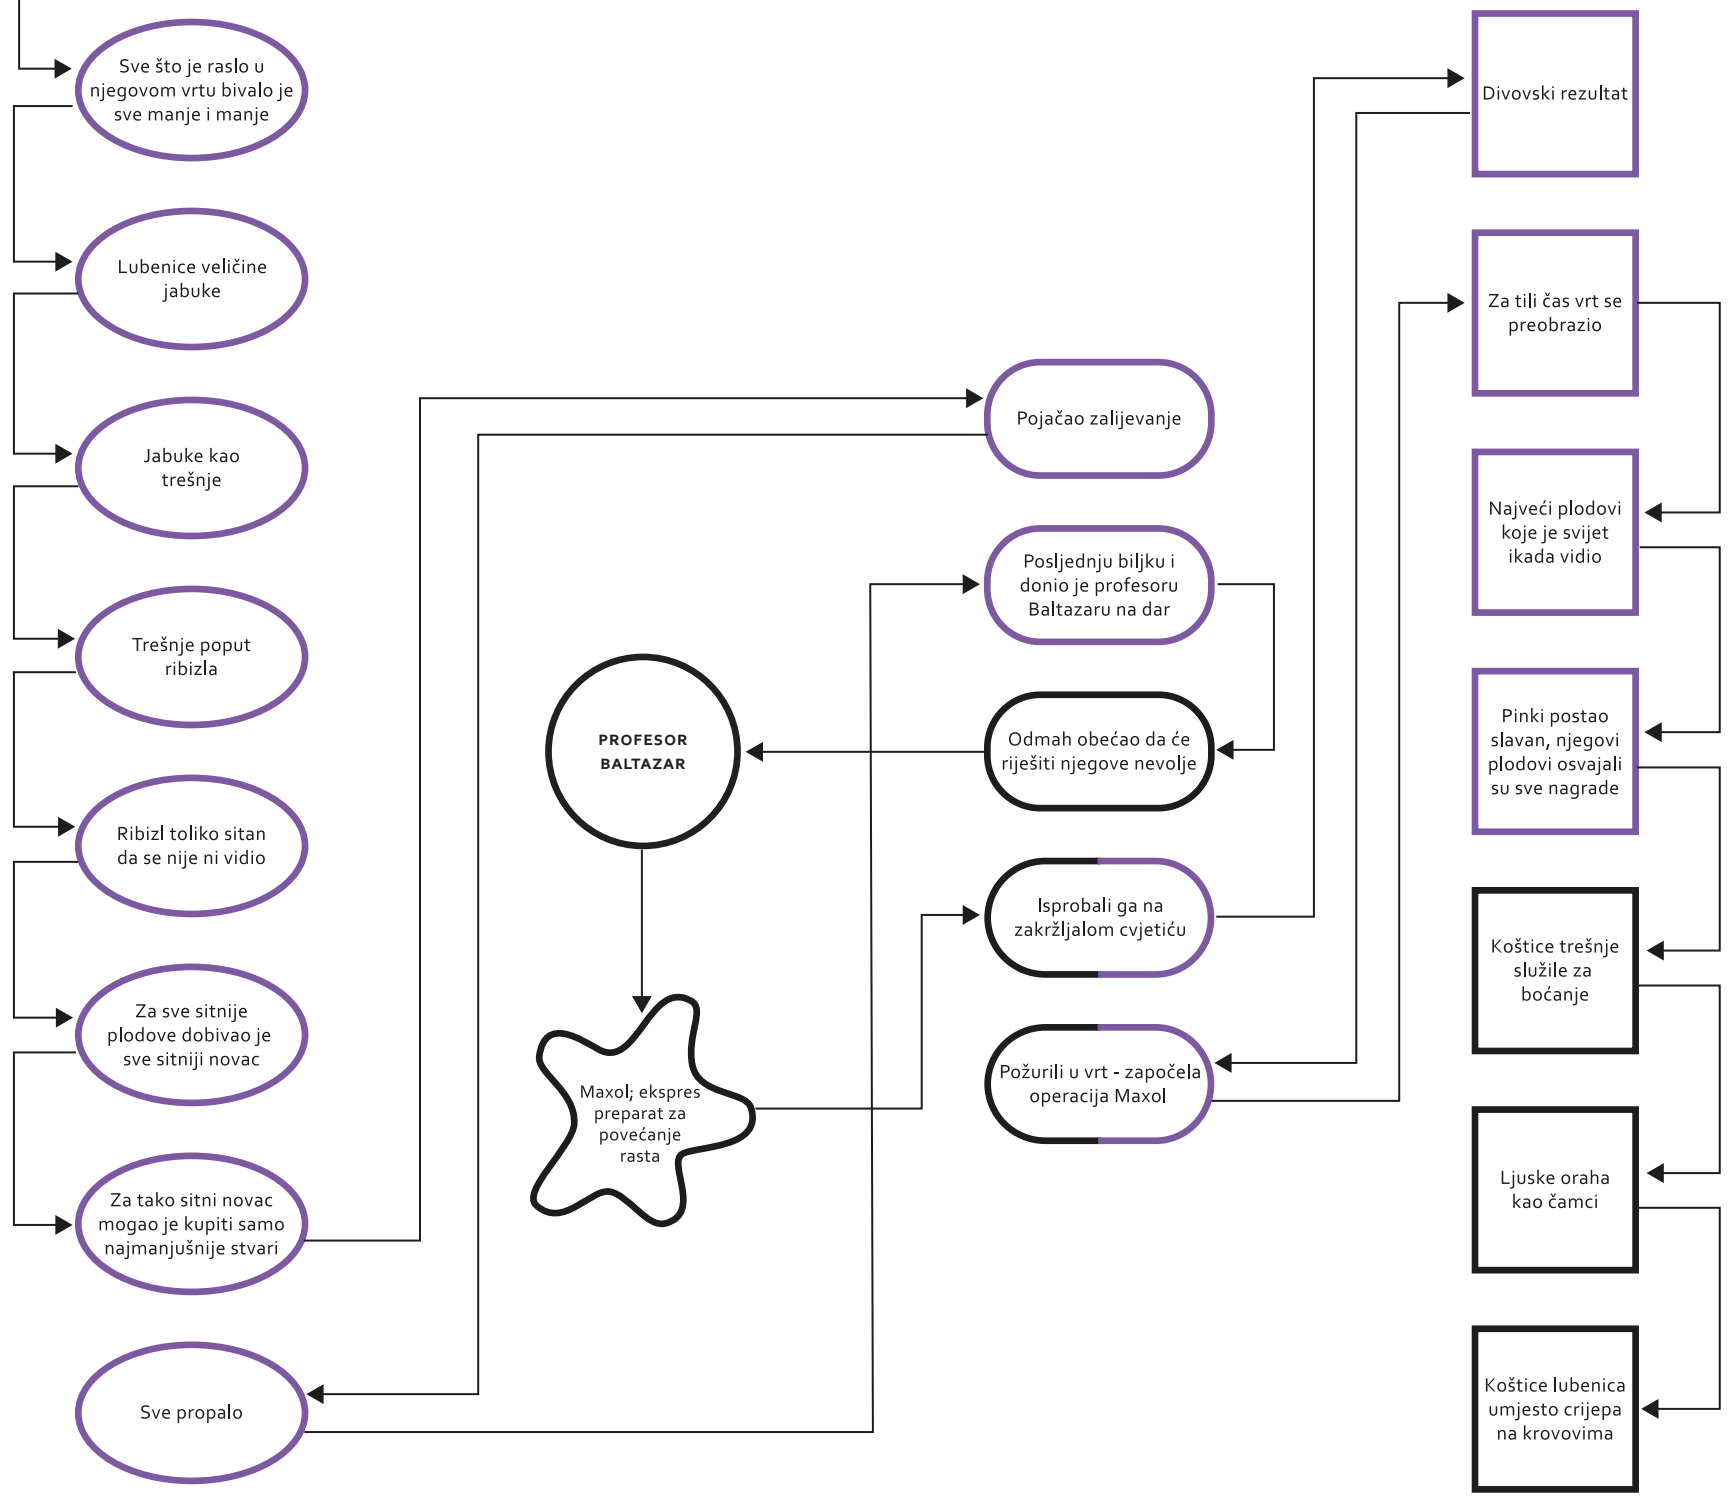 Sve što je raslo u
njegovom vrtu bivalo je
sve manje i manje
Lubenice veličine
jabuke
Jabuke kao
trešnje
Trešnje poput
ribizla
Ribizl toliko sitan
da se nije ni vidio
Za sve sitnije
plodove dobivao je
sve sitniji novac
Za tako sitni novac
mogao je kupiti samo
najmanjušnije stvari
Pojačao zalijevanje
Sve propalo
Posljednju biljku i
donio je profesoru
Baltazaru na dar
Odmah obećao da će
riješiti njegove nevolje
PROFESOR
BALTAZAR
Maxol; ekspres
preparat za
povećanje
rasta
Isprobali ga na
zakržljalom cvjetiću
Divovski rezultat
Požurili u vrt - započela
operacija Maxol
Za tili čas vrt se
preobrazio
Najveći plodovi
koje je svijet
ikada vidio
Pinki postao
slavan, njegovi
plodovi osvajali
su sve nagrade
Koštice trešnje
služile za
boćanje
Ljuske oraha
kao čamci
Koštice lubenica
umjesto crijepa
na krovovima